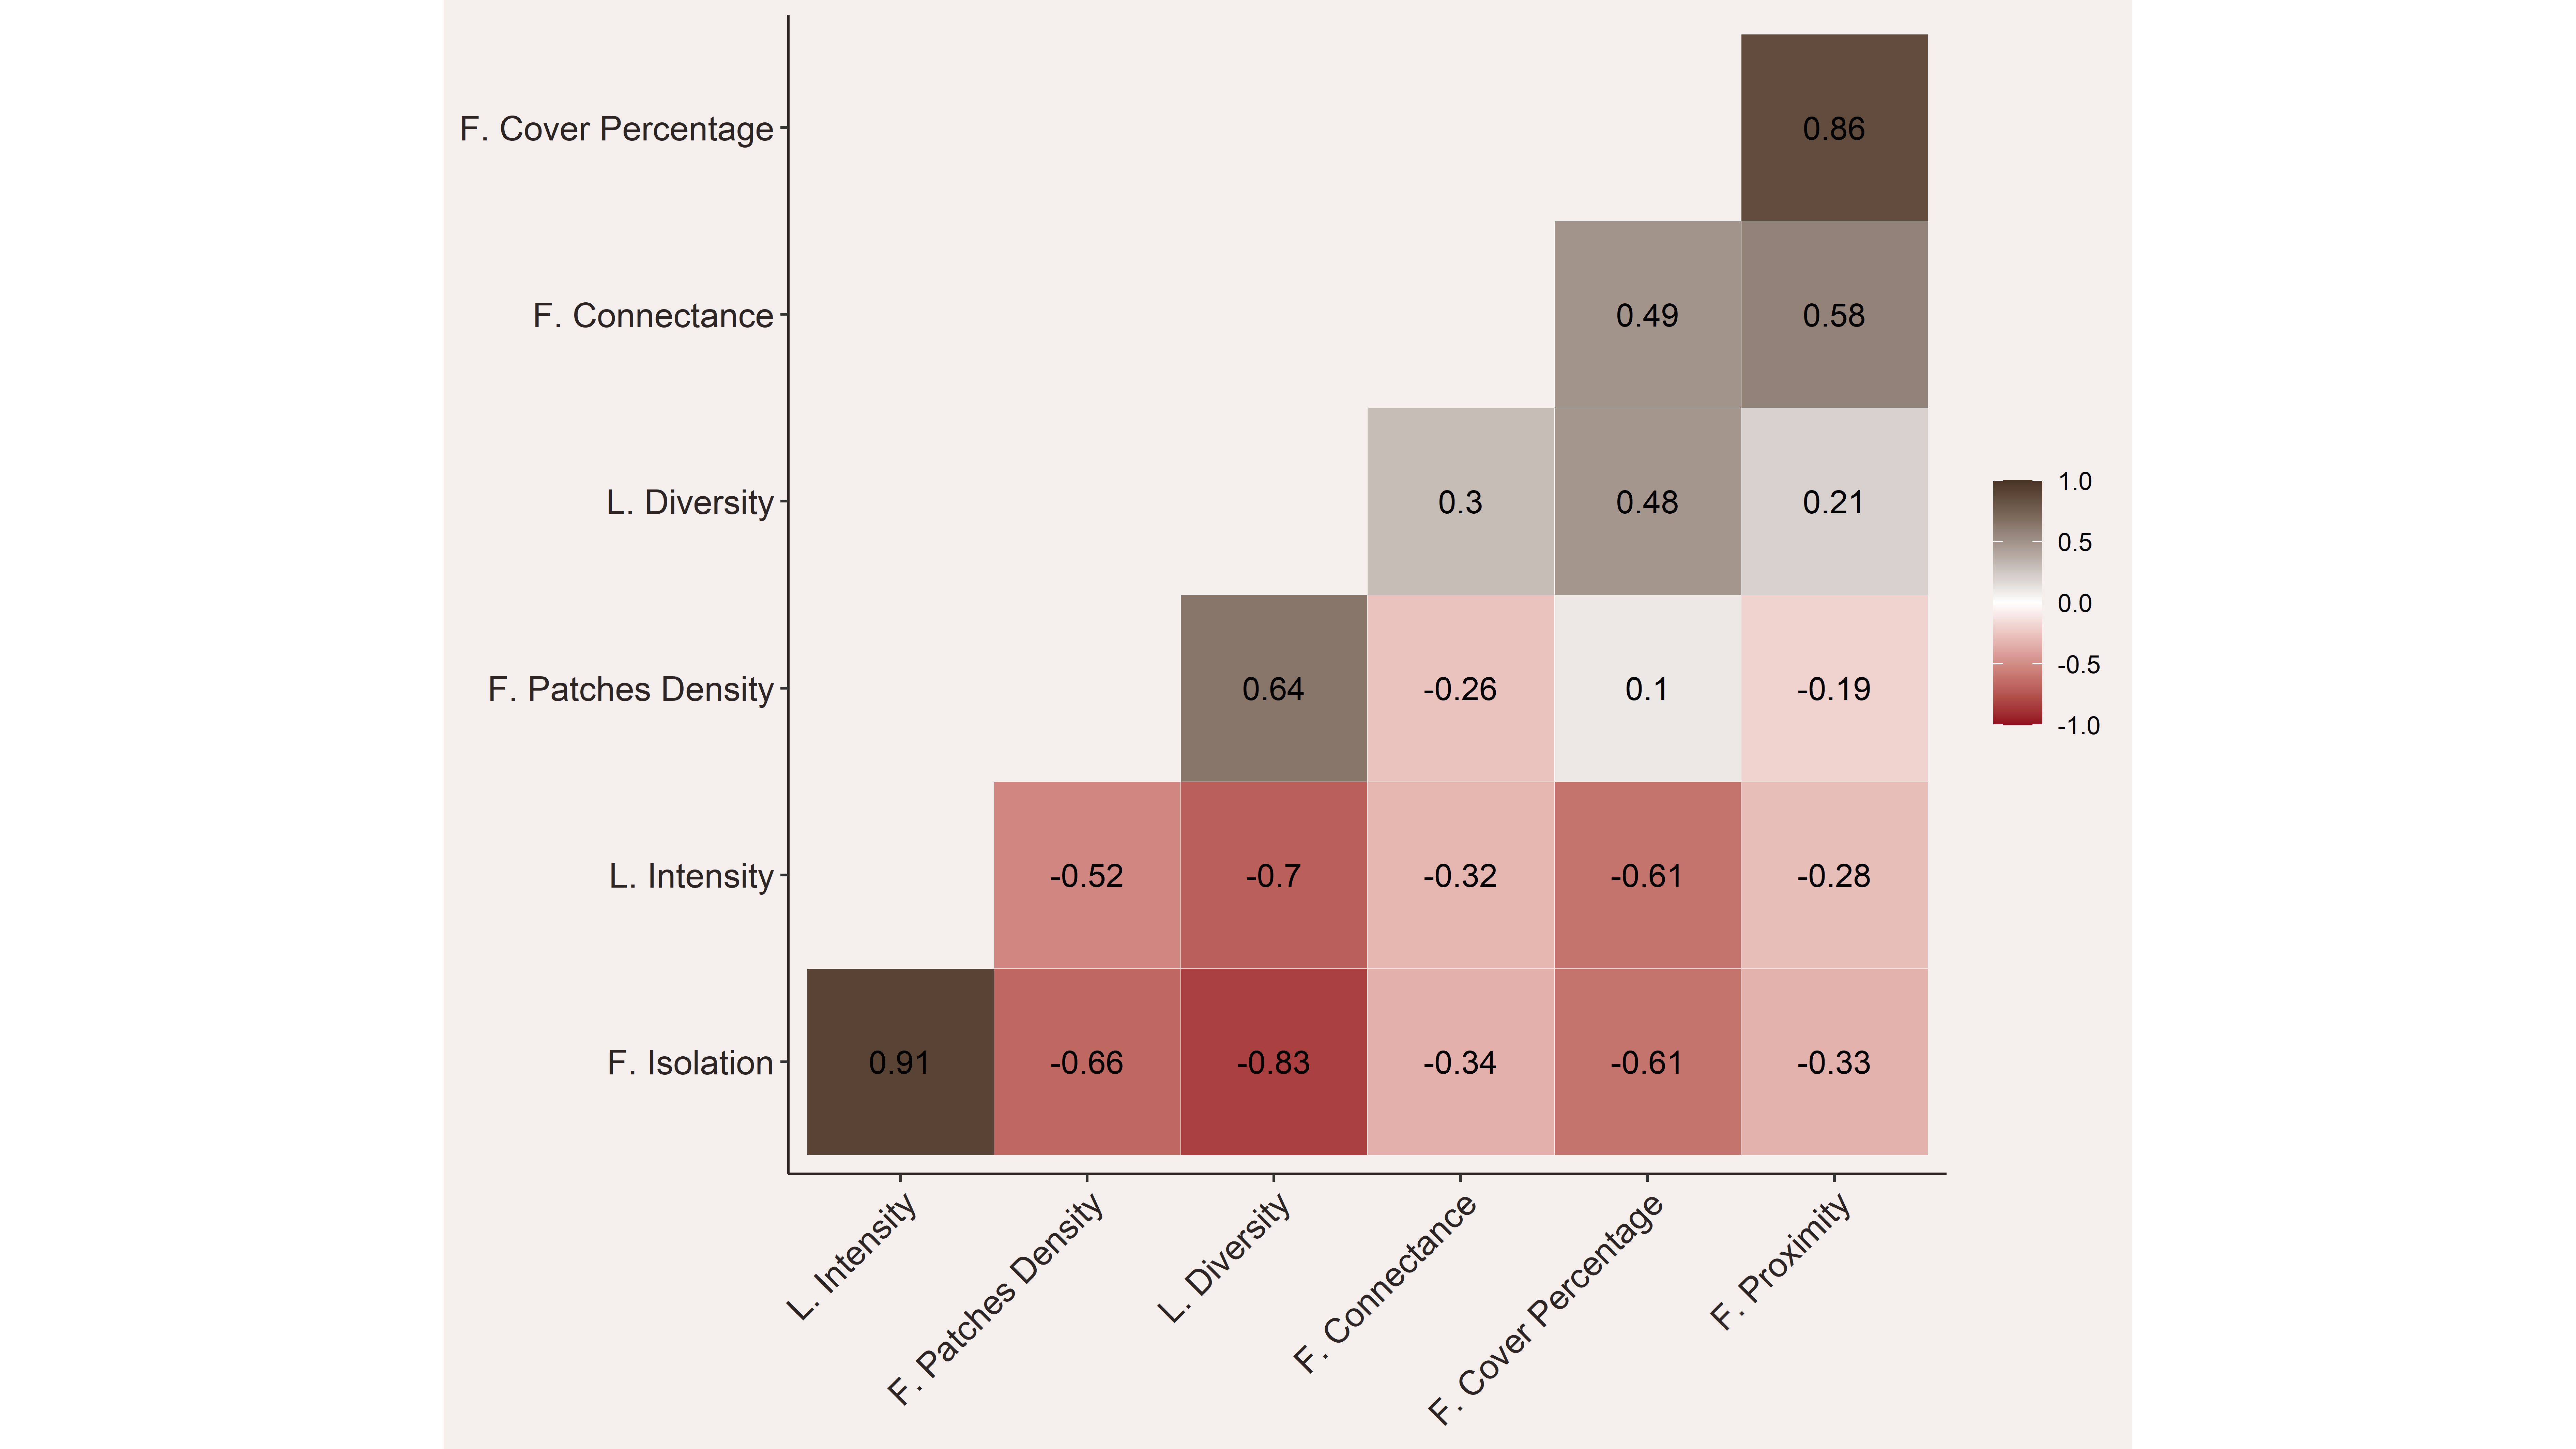 F. Cover Percentage
0.86
F. Connectance
0.49
0.58
L. Diversity
0.3
0.48
0.21
F. Patches Density
0.64
-0.26
0.1
-0.19
L. Intensity
-0.52
-0.7
-0.32
-0.61
-0.28
F. Isolation
0.91
-0.66
-0.83
-0.34
-0.61
-0.33
L. Intensity
F. Patches Density
L. Diversity
F. Connectance
F. Cover Percentage
F. Proximity
1.0
0.5
0.0
-0.5
-1.0